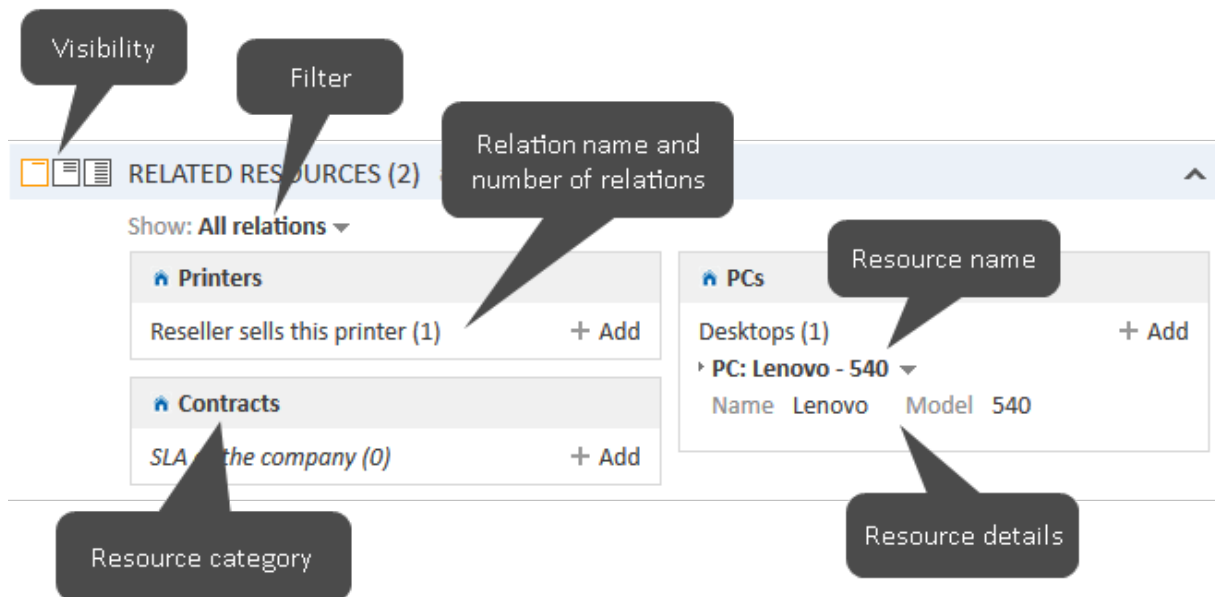 Visibility
Filter
Relation name and
number of relations
RELATED RESOURCES (2)
Show: All relations
Resource name
Printers
PCs
Reseller sells this printer (1) + Add
Desktops (1) + Add
PC: Lenovo - 540
Name Lenovo Model 540
Contracts
SLA the company (0) + Add
Resource category
Resource details